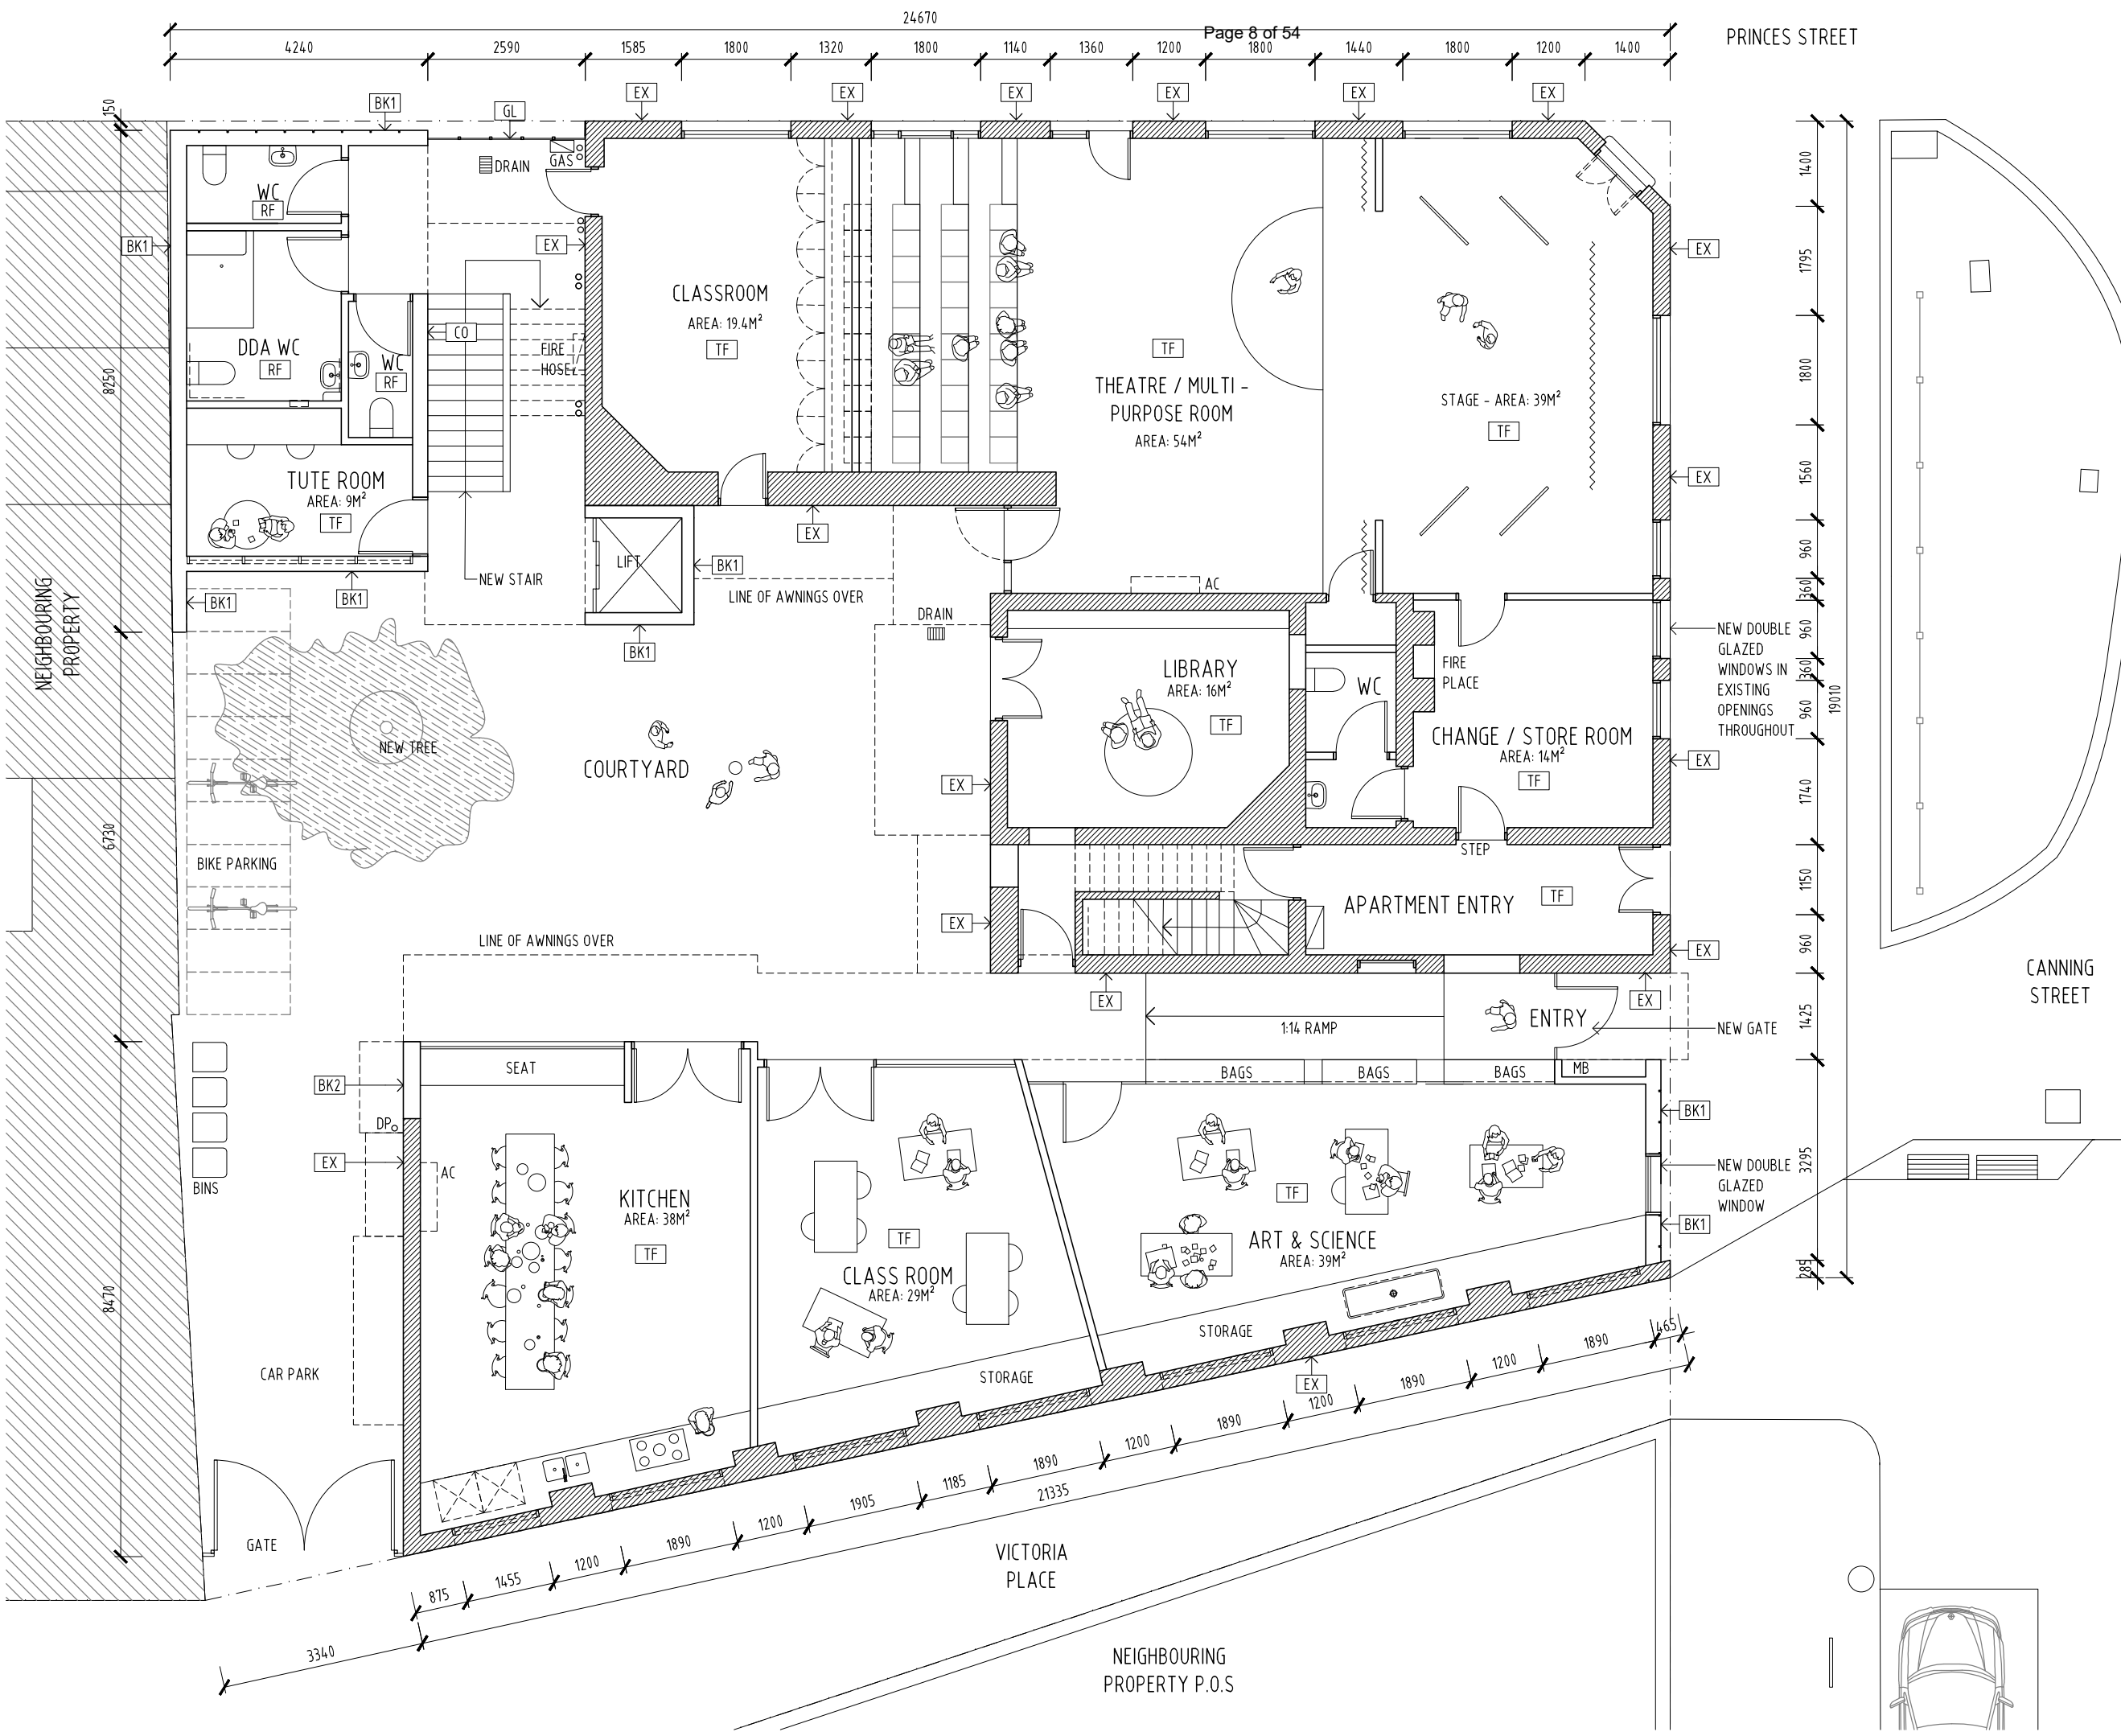 24670
Page 8 of 54
PRINCES STREET
4240
2590
1585
1800
1320
1800
1140
1360
1200
1800
1440
1800
1200
1400
EX
EX
EX
EX
EX
EX
BK1
GL
150
DRAIN
GAS
WC
RF
BK1
EX
EX
1400
1795
CLASSROOM
AREA: 19.4M²
TF
CO
FIRE
HOSE
DDA WC
RF
WC
RF
8250
TF
THEATRE / MULTI -
PURPOSE ROOM
AREA: 54M²
STAGE - AREA: 39M²
TF
1800
TUTE ROOM
AREA: 9M²
TF
EX
EX
1560
LIFT
BK1
NEW STAIR
LINE OF AWNINGS OVER
AC
960
360
BK1
BK1
BK1
DRAIN
NEIGHBOURING
PROPERTY
LIBRARY
AREA: 16M²
TF
WC
FIRE
PLACE
NEW DOUBLE
GLAZED
WINDOWS IN
EXISTING
OPENINGS
THROUGHOUT
960
360
960
19010
NEW TREE
COURTYARD
CHANGE / STORE ROOM
AREA: 14M²
TF
EX
EX
1740
6730
BIKE PARKING
STEP
APARTMENT ENTRY
TF
1150
EX
EX
960
LINE OF AWNINGS OVER
CANNING
STREET
EX
EX
1:14 RAMP
ENTRY
NEW GATE
1425
SEAT
BAGS
BAGS
BAGS
MB
BK2
DP
BK1
EX
AC
BINS
NEW DOUBLE
GLAZED
WINDOW
3295
KITCHEN
AREA: 38M²
TF
TF
CLASS ROOM
AREA: 29M²
TF
ART & SCIENCE
AREA: 39M²
BK1
285
8470
STORAGE
STORAGE
EX
CAR PARK
GATE
875
1455
1200
1890
1200
1905
1185
1890
1200
1890
1200
1890
1200
1890
465
21335
3340
VICTORIA
PLACE
NEIGHBOURING
PROPERTY P.O.S